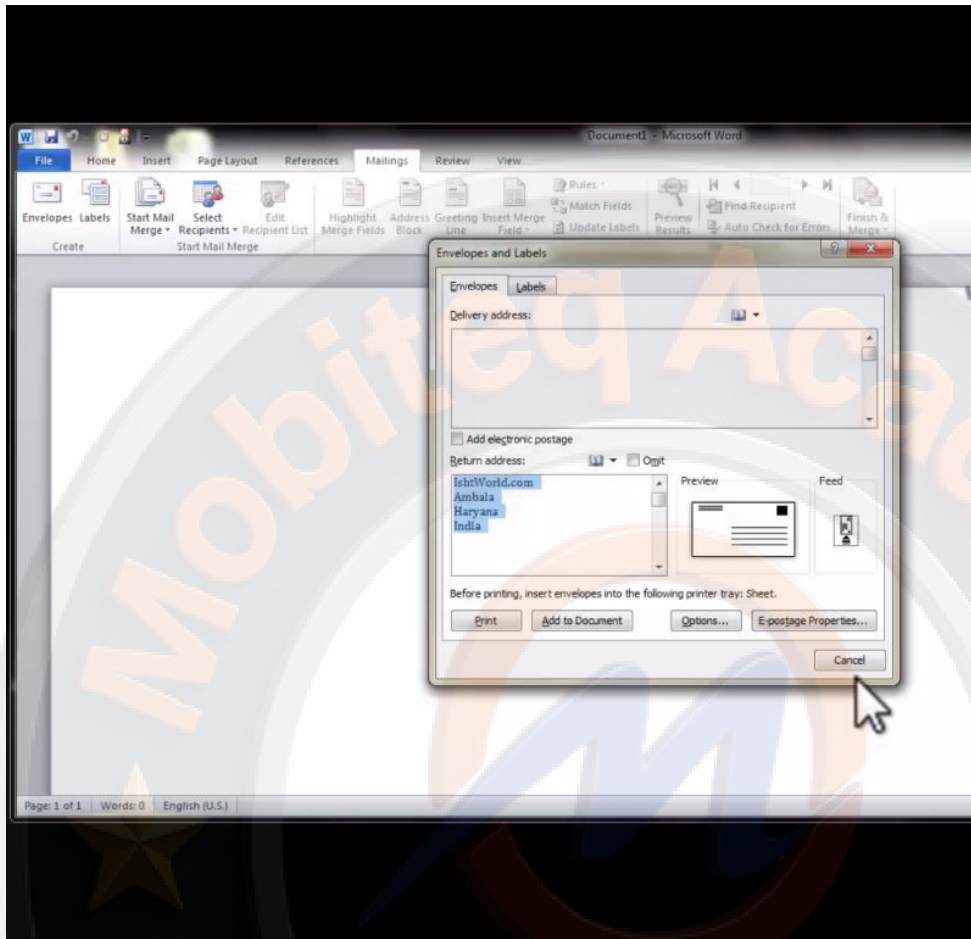 Document1 - Microsoft Word
File Home Insert Page Layout References Mailings Review View
Envelopes Labels Start Mail Merge Select Recipients Edit Recipient List Highlight Merge Fields Address Block Greeting Line Insert Merge Field Rules Match Fields Update Labels Preview Results Find Recipient Auto Check for Errors Finish & Merge
Create Start Mail Merge
Envelopes and Labels
Envelopes Labels
Delivery address:
Add electronic postage
Return address: Omit
IshtWorld.com
Ambala
Haryana
India
Preview Feed
Before printing, insert envelopes into the following printer tray: Sheet.
Print Add to Document Options... E-postage Properties...
Cancel
Page: 1 of 1 Words: 0 English (U.S.)
Mobiteq Aca